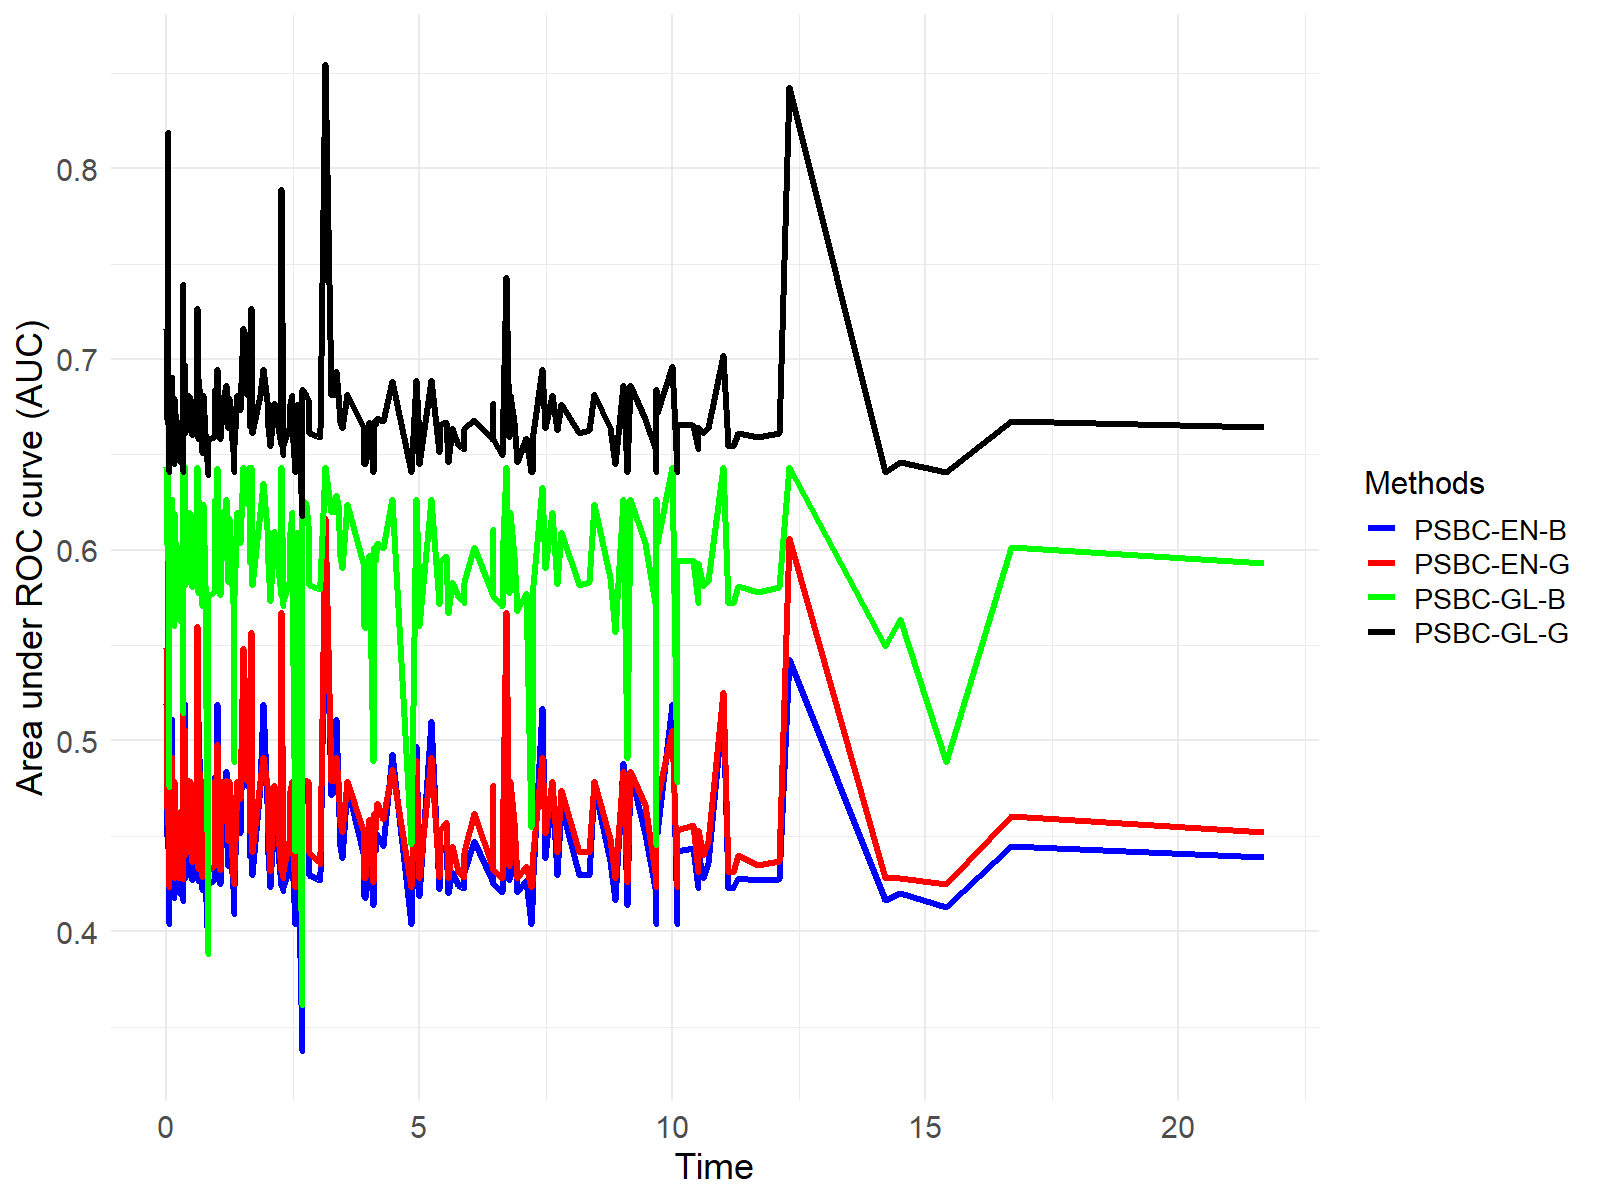 Area under ROC curve (AUC)
0.8
0.7
0.6
0.5
0.4
0
5
10
15
20
Time
Methods
PSBC-EN-B
PSBC-EN-G
PSBC-GL-B
PSBC-GL-G